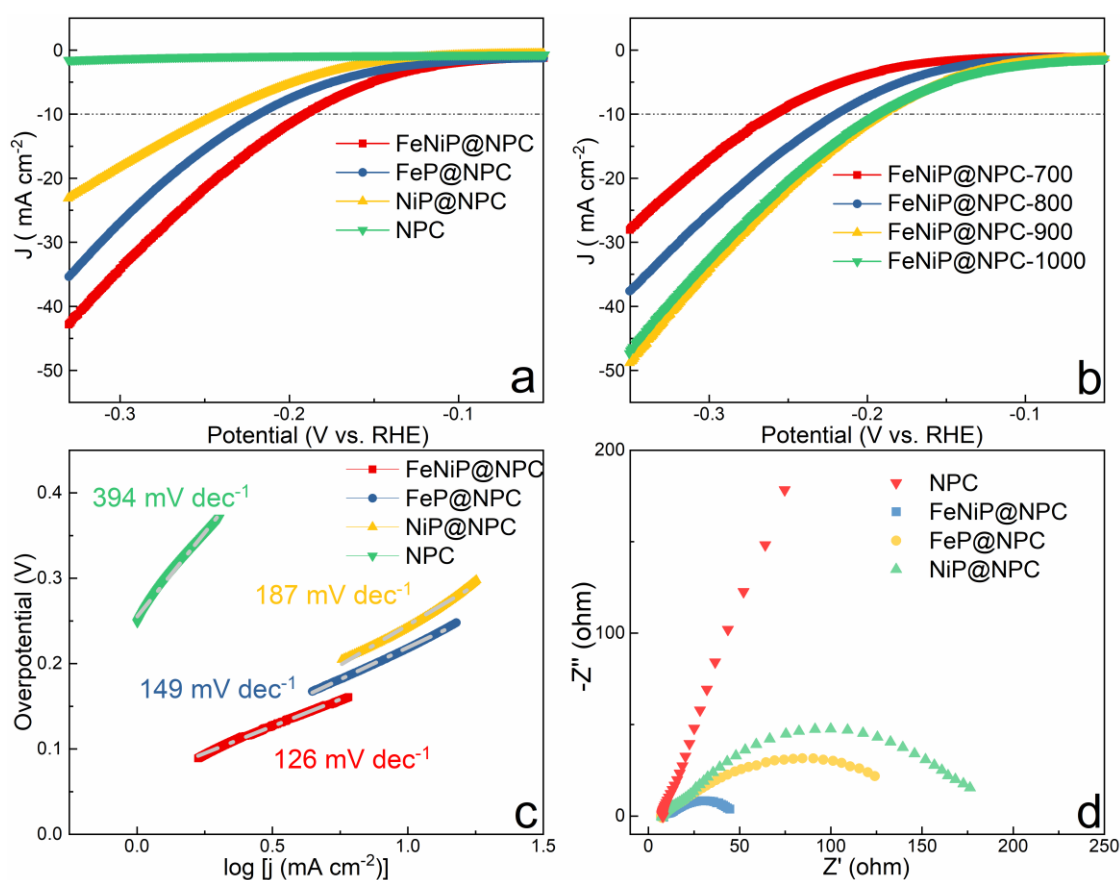 0
-10
-20
-30
-40
-50
J ( mA cm⁻²)
FeNiP@NPC
FeP@NPC
NiP@NPC
NPC
a
-0.3
-0.2
-0.1
Potential (V vs. RHE)
0
-10
-20
-30
-40
-50
J ( mA cm⁻²)
FeNiP@NPC-700
FeNiP@NPC-800
FeNiP@NPC-900
FeNiP@NPC-1000
b
-0.3
-0.2
-0.1
Potential (V vs. RHE)
0.4
0.3
0.2
0.1
0.0
Overpotential (V)
FeNiP@NPC
FeP@NPC
NiP@NPC
NPC
394 mV dec⁻¹
187 mV dec⁻¹
149 mV dec⁻¹
126 mV dec⁻¹
c
0.0
0.5
1.0
1.5
log [j (mA cm⁻²)]
200
100
0
-Z" (ohm)
NPC
FeNiP@NPC
FeP@NPC
NiP@NPC
d
0
50
100
150
200
250
Z' (ohm)